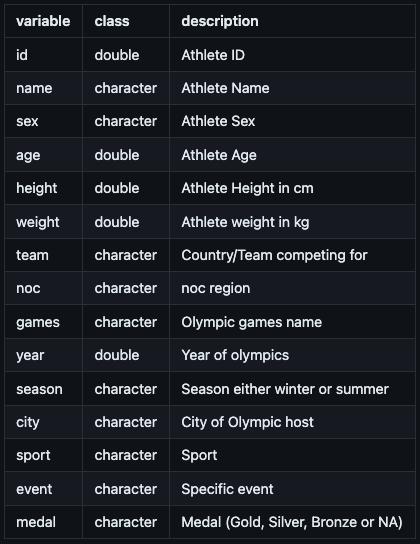 variable class description
id double Athlete ID
name character Athlete Name
sex character Athlete Sex
age double Athlete Age
height double Athlete Height in cm
weight double Athlete weight in kg
team character Country/Team competing for
noc character noc region
games character Olympic games name
year double Year of olympics
season character Season either winter or summer
city character City of Olympic host
sport character Sport
event character Specific event
medal character Medal (Gold, Silver, Bronze or NA)